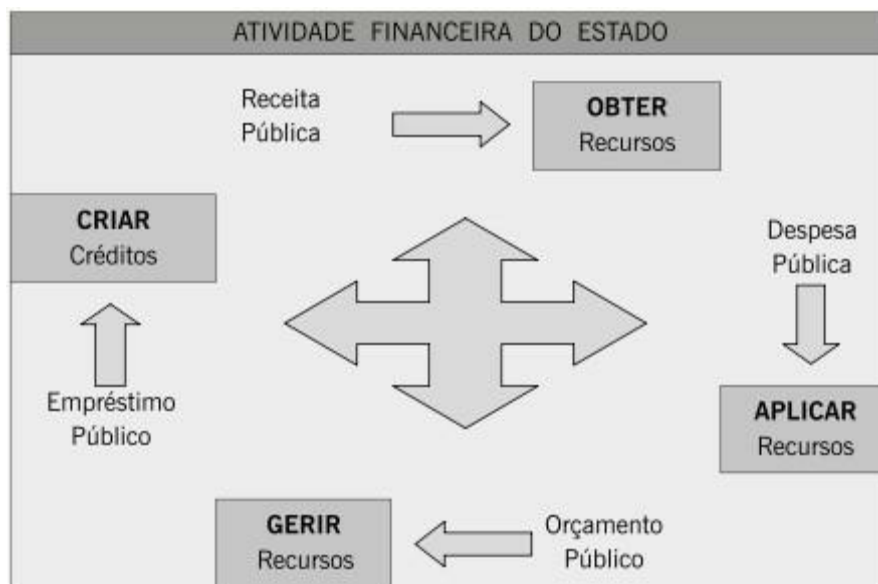 ATIVIDADE FINANCEIRA DO ESTADO
Receita
Pública
OBTER
Recursos
CRIAR
Créditos
Despesa
Pública
Empréstimo
Público
APLICAR
Recursos
GERIR
Recursos
Orçamento
Público